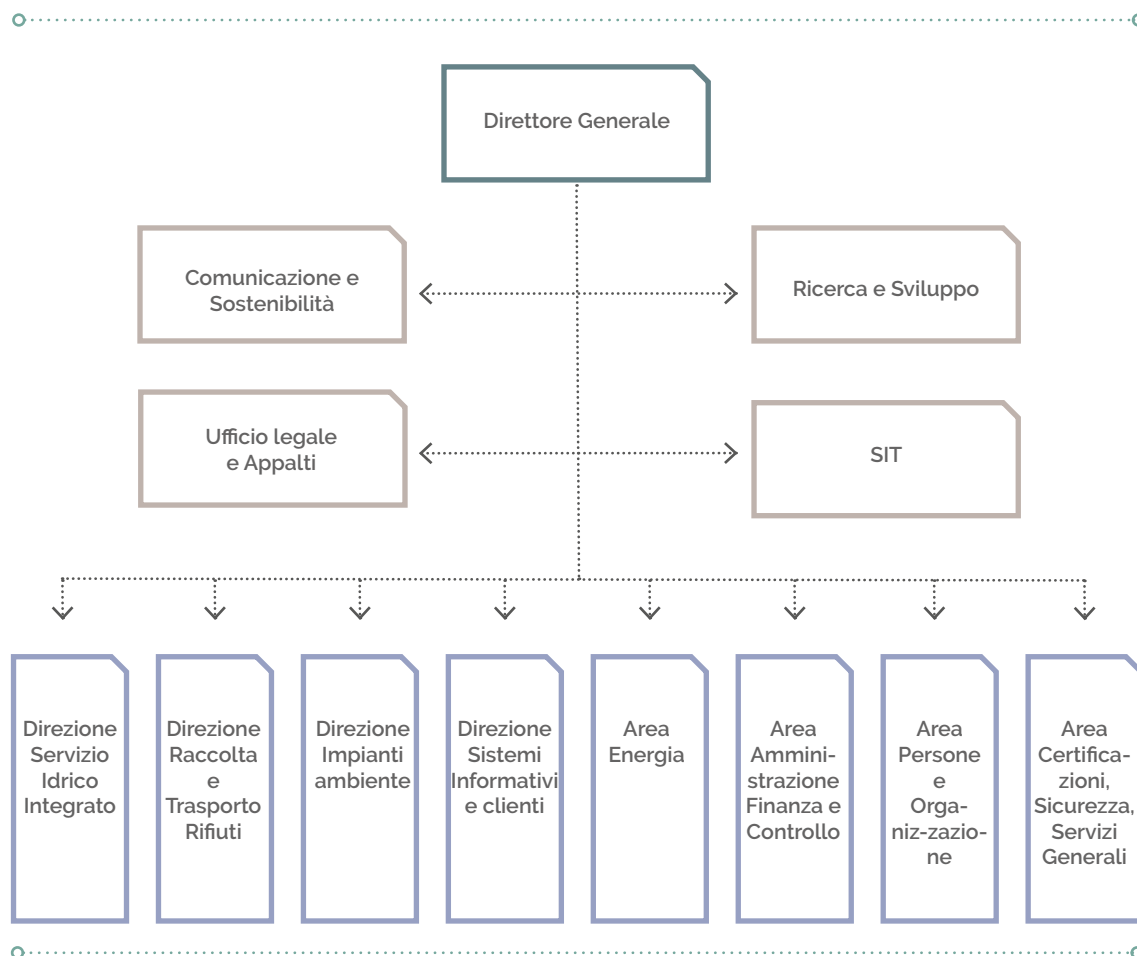 Direttore Generale
Comunicazione e
Sostenibilità
Ricerca e Sviluppo
Ufficio legale
e Appalti
SIT
Direzione
Servizio
Idrico
Integrato
Direzione
Raccolta
e
Trasporto
Rifiuti
Direzione
Impianti
ambiente
Direzione
Sistemi
Informativi
e clienti
Area
Energia
Area
Ammini-
strazione
Finanza e
Controllo
Area
Persone
e
Orga-
niz-zazio-
ne
Area
Certifica-
zioni,
Sicurezza,
Servizi
Generali